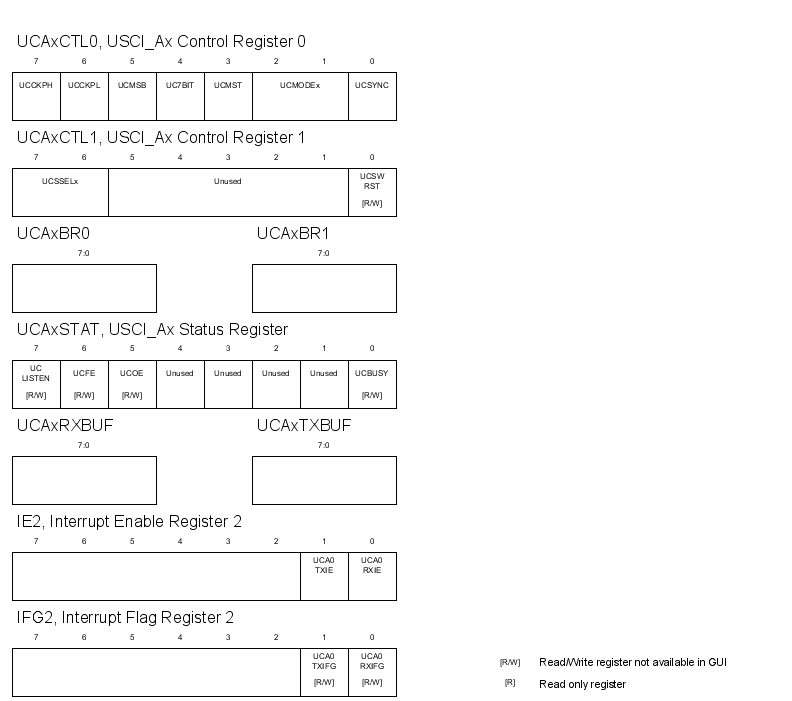 UCAxCTL0, USCI_Ax Control Register 0
7 6 5 4 3 2 1 0
UCCKPH UCCKPL UCMSB UC7BIT UCMST UCMODEx UCSYNC
UCAxCTL1, USCI_Ax Control Register 1
7 6 5 4 3 2 1 0
UCSSELx Unused UCSW
RST
[R/W]
UCAxBR0 UCAxBR1
7:0 7:0
UCAxSTAT, USCI_Ax Status Register
7 6 5 4 3 2 1 0
UC
LISTEN UCFE UCOE Unused Unused Unused Unused UCBUSY
[R/W] [R/W] [R/W] [R/W]
UCAxRXBUF UCAxTXBUF
7:0 7:0
IE2, Interrupt Enable Register 2
7 6 5 4 3 2 1 0
UCA0 UCA0
TXIE RXIE
IFG2, Interrupt Flag Register 2
7 6 5 4 3 2 1 0
UCA0 UCA0
TXIFG RXIFG
[R/W] [R/W]
[R/W] Read/Write register not available in GUI
[R] Read only register